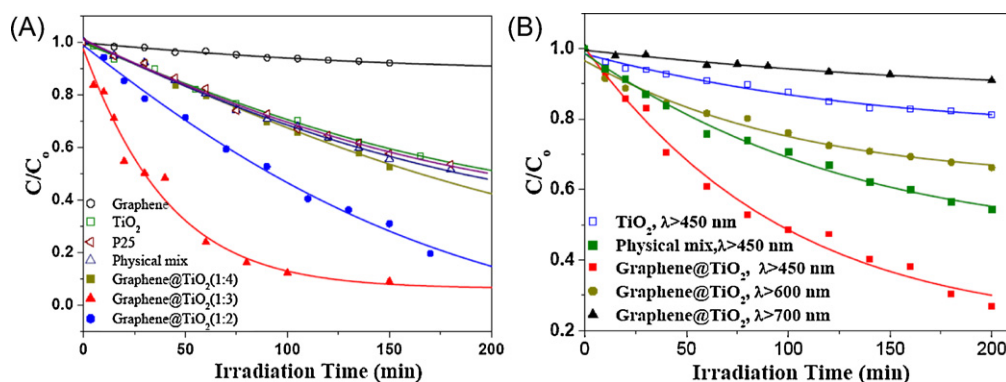 (A)
C/Co
1.0
0.8
0.6
0.4
0.2
0.0
Graphene
TiO2
P25
Physical mix
Graphene@TiO2(1:4)
Graphene@TiO2(1:3)
Graphene@TiO2(1:2)
0 50 100 150 200
Irradiation Time (min)
(B)
C/Co
1.0
0.8
0.6
0.4
0.2
TiO2, λ>450 nm
Physical mix,λ>450 nm
Graphene@TiO2, λ>450 nm
Graphene@TiO2, λ>600 nm
Graphene@TiO2, λ>700 nm
0 50 100 150 200
Irradiation Time (min)